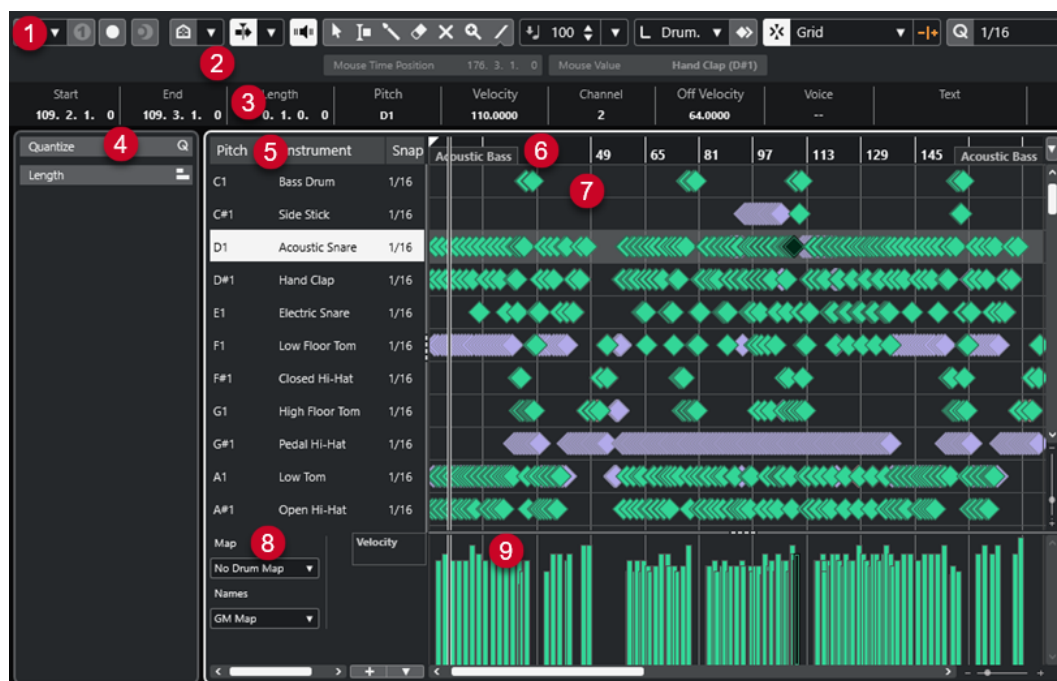 1
100
L Drum.
Grid
Q 1/16
2
Mouse Time Position 176. 3. 1. 0 Mouse Value Hand Clap (D#1)
Start End Length Pitch Velocity Channel Off Velocity Voice Text
3
109. 2. 1. 0 109. 3. 1. 0 0. 1. 0. 0 D1 110.0000 2 64.0000 --
Quantize 4 Q
Length
Pitch 5 Instrument Snap
Acoustic Bass 6 49 65 81 97 113 129 145 Acoustic Bass
7
C1 Bass Drum 1/16
C#1 Side Stick 1/16
D1 Acoustic Snare 1/16
D#1 Hand Clap 1/16
E1 Electric Snare 1/16
F1 Low Floor Tom 1/16
F#1 Closed Hi-Hat 1/16
G1 High Floor Tom 1/16
G#1 Pedal Hi-Hat 1/16
A1 Low Tom 1/16
A#1 Open Hi-Hat 1/16
Map 8 Velocity 9
No Drum Map
Names
GM Map